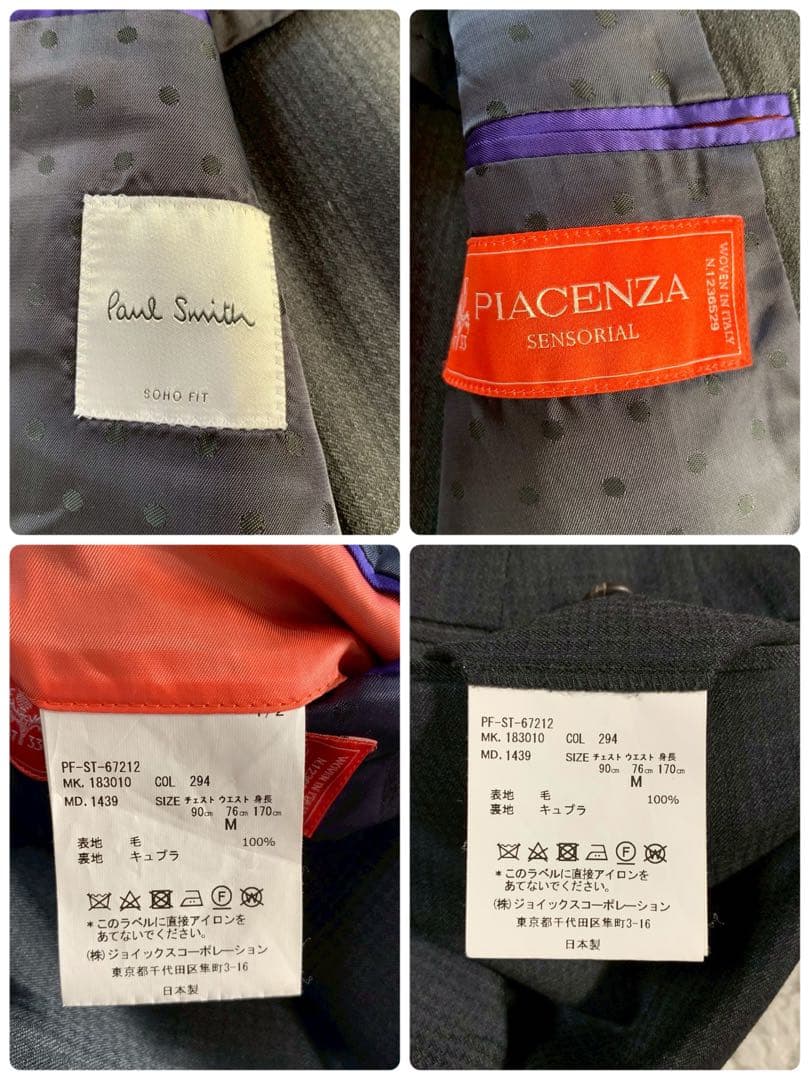 Paul Smith
SOHO FIT
PIACENZA
SENSORIAL
WOVEN IN ITALY
N.1236529
1/2
33
WOVEN IN ITA
PF-ST-67212
MK. 183010 COL 294
MD. 1439 SIZE チェスト ウエスト 身長
90cm 76cm 170cm
M
表地 毛 100%
裏地 キュプラ
*このラベルに直接アイロンを
あてないでください。
(株)ジョイックスコーポレーション
東京都千代田区隼町3-16
日本製
PF-ST-67212
MK. 183010 COL 294
MD. 1439 SIZE チェスト ウエスト 身長
90cm 76cm 170cm
M
表地 毛 100%
裏地 キュプラ
*このラベルに直接アイロンを
あてないでください。
(株)ジョイックスコーポレーション
東京都千代田区隼町3-16
日本製